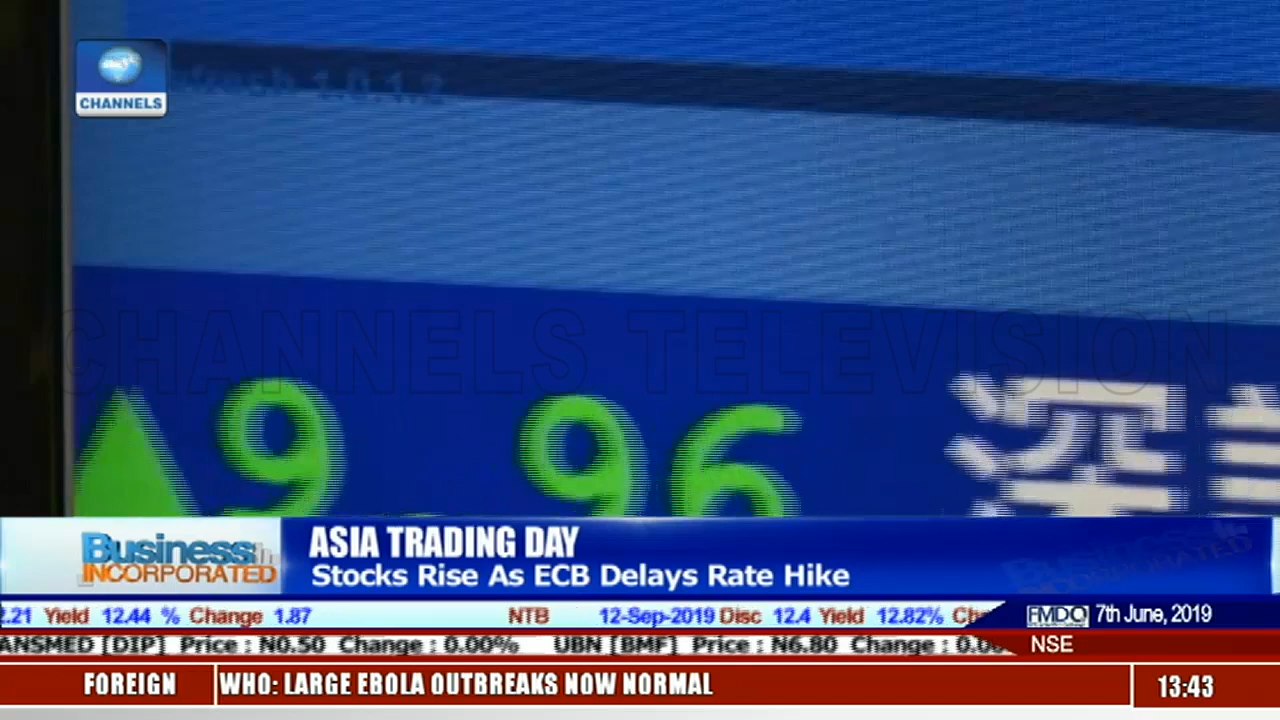 CHANNELS
CHANNELS TELEVISION
▲9.96 深
Business
INCORPORATED
ASIA TRADING DAY
Stocks Rise As ECB Delays Rate Hike
2.21 Yield 12.44 % Change 1.87 NTB 12-Sep-2019 Disc 12.4 Yield 12.82%
FMDQ 7th June, 2019
ANSMED [DIP] Price : N0.50 Change : 0.00% UBN [BMF] Price : N6.80 Change :
NSE
FOREIGN WHO: LARGE EBOLA OUTBREAKS NOW NORMAL 13:43